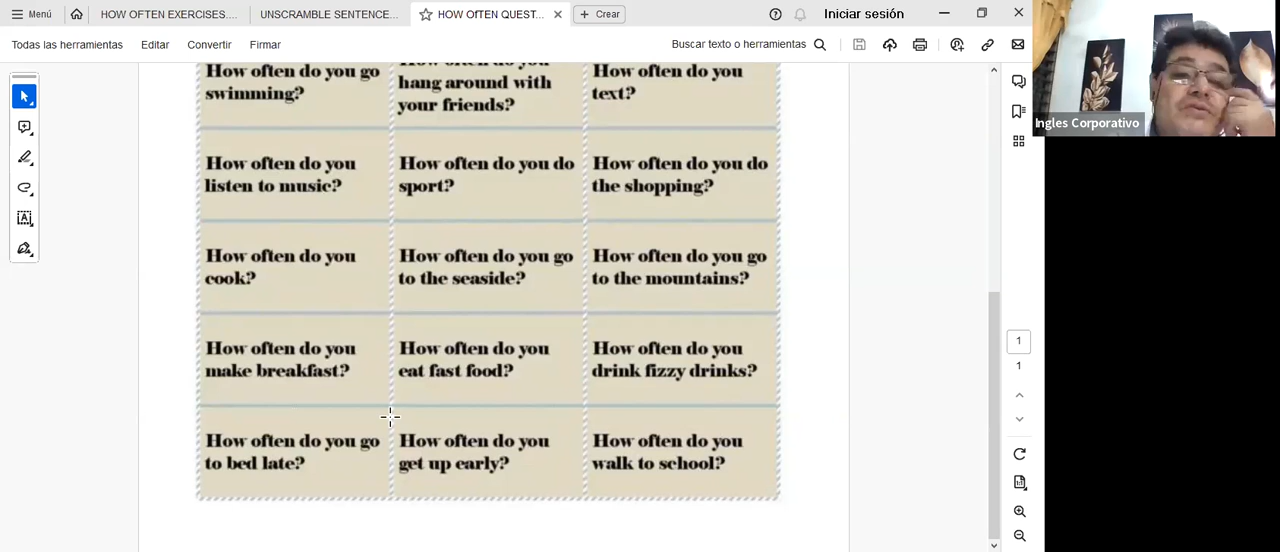 Menú
HOW OFTEN EXERCISES....
UNSCRAMBLE SENTENCE...
HOW OFTEN QUEST...
Crear
Iniciar sesión
Todas las herramientas
Editar
Convertir
Firmar
Buscar texto o herramientas
How often do you go
swimming?
How often do you
hang around with
your friends?
How often do you
text?
How often do you
listen to music?
How often do you do
sport?
How often do you do
the shopping?
How often do you
cook?
How often do you go
to the seaside?
How often do you go
to the mountains?
How often do you
make breakfast?
How often do you
eat fast food?
How often do you
drink fizzy drinks?
How often do you go
to bed late?
How often do you
get up early?
How often do you
walk to school?
1
1
Ingles Corporativo